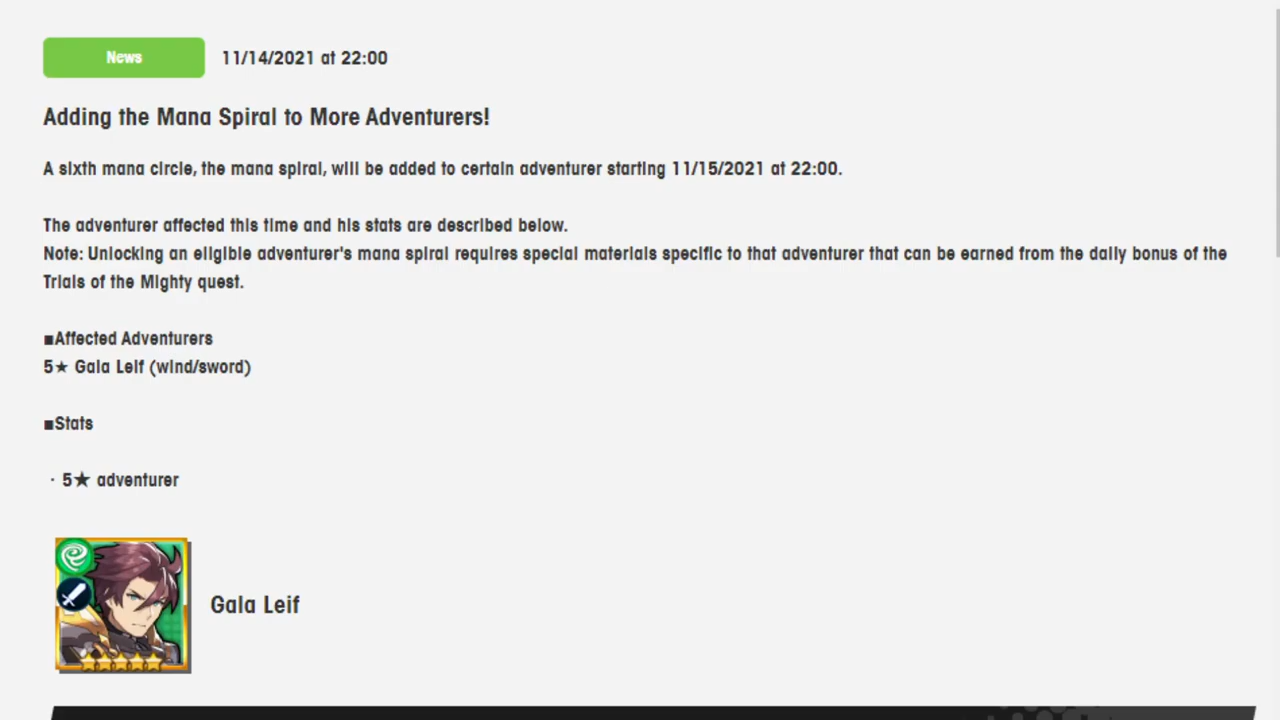 News
11/14/2021 at 22:00
Adding the Mana Spiral to More Adventurers!
A sixth mana circle, the mana spiral, will be added to certain adventurer starting 11/15/2021 at 22:00.
The adventurer affected this time and his stats are described below.
Note: Unlocking an eligible adventurer's mana spiral requires special materials specific to that adventurer that can be earned from the daily bonus of the
Trials of the Mighty quest.
■Affected Adventurers
5★ Gala Leif (wind/sword)
■Stats
・5★ adventurer
Gala Leif